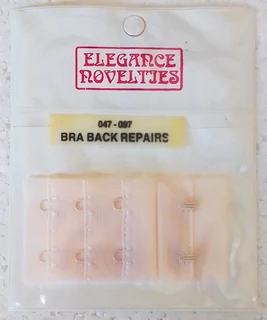 ELEGANCE
NOVELTIES
047 - 097
BRA BACK REPAIRS